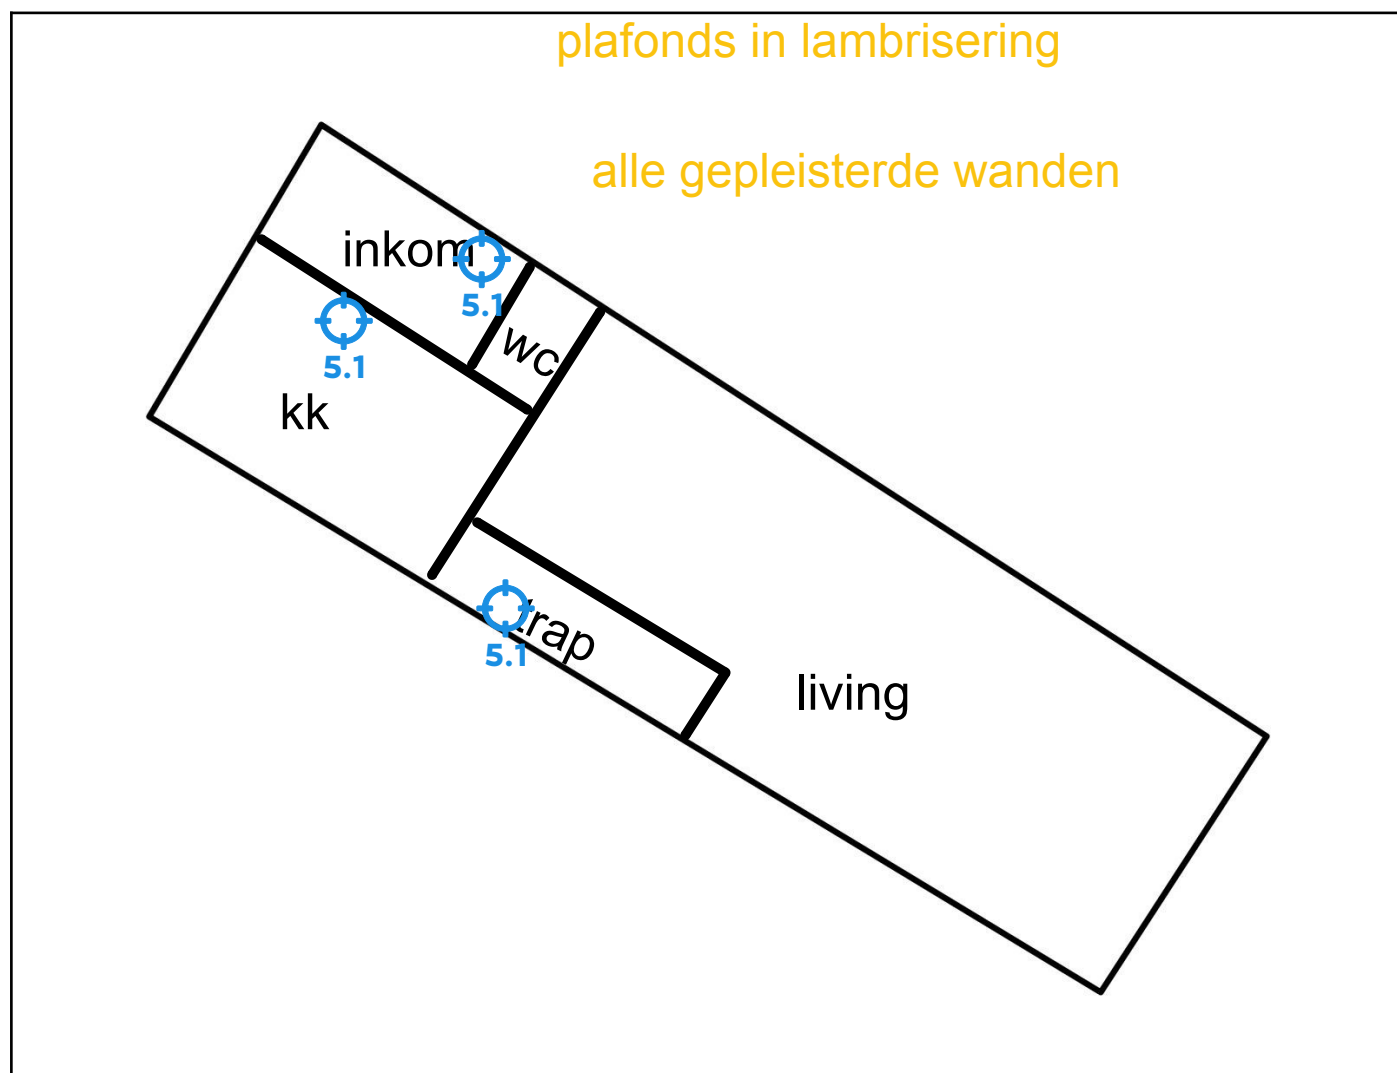 plafonds in lambrisering
alle gepleisterde wanden
inkom
5.1
wc
5.1
kk
trap
5.1
living